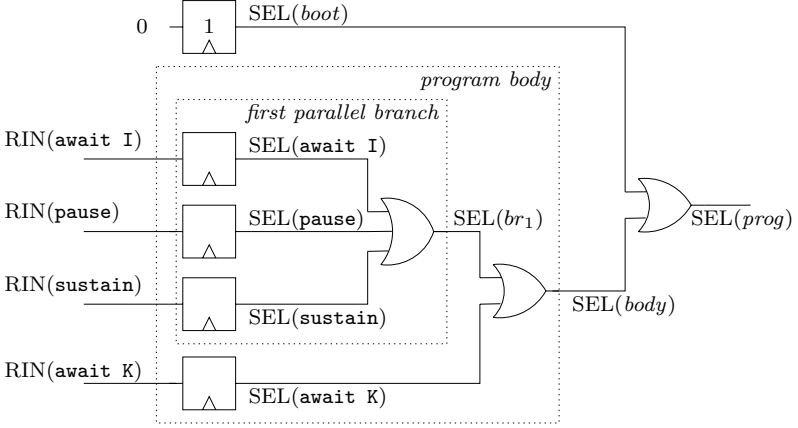 0 1 SEL(boot)
program body
first parallel branch
RIN(await I) SEL(await I)
RIN(pause) SEL(pause) SEL(br₁) SEL(prog)
RIN(sustain) SEL(body)
SEL(sustain)
RIN(await K)
SEL(await K)